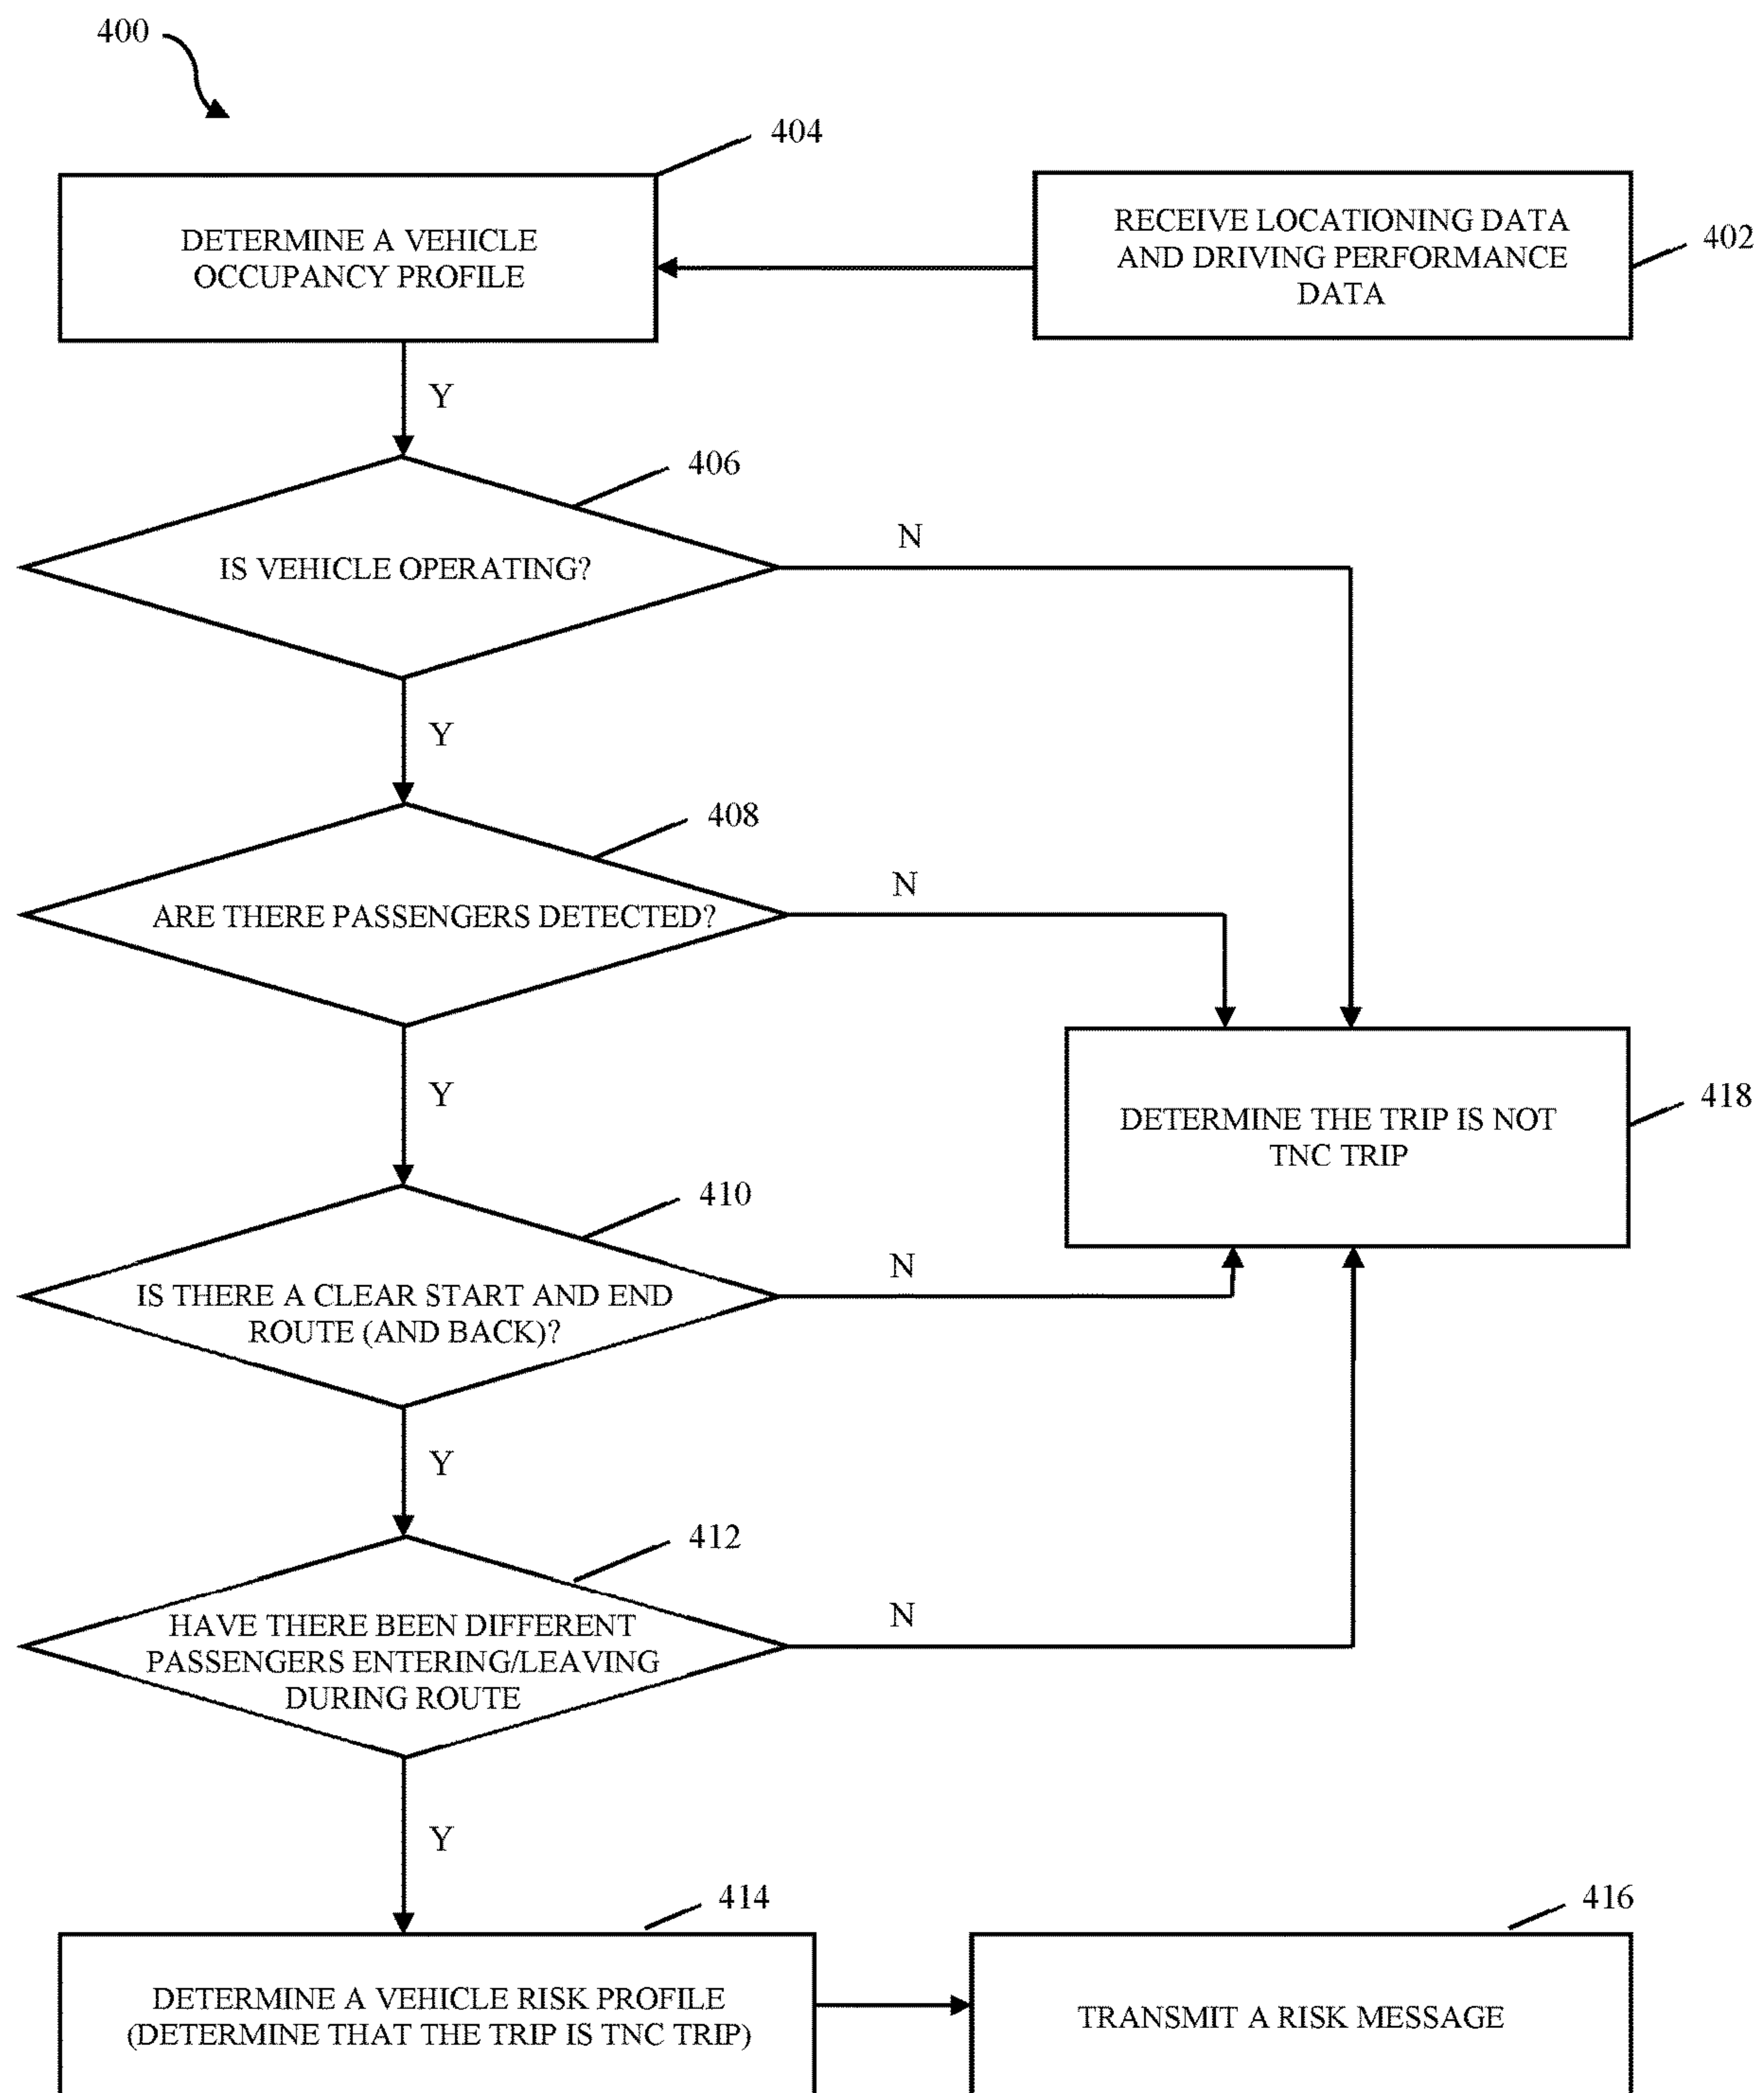 400
404
DETERMINE A VEHICLE
OCCUPANCY PROFILE
RECEIVE LOCATIONING DATA
AND DRIVING PERFORMANCE
DATA
402
Y
406
IS VEHICLE OPERATING?
N
Y
408
ARE THERE PASSENGERS DETECTED?
N
Y
418
DETERMINE THE TRIP IS NOT
TNC TRIP
410
IS THERE A CLEAR START AND END
ROUTE (AND BACK)?
N
Y
412
HAVE THERE BEEN DIFFERENT
PASSENGERS ENTERING/LEAVING
DURING ROUTE
N
Y
414
DETERMINE A VEHICLE RISK PROFILE
(DETERMINE THAT THE TRIP IS TNC TRIP)
416
TRANSMIT A RISK MESSAGE